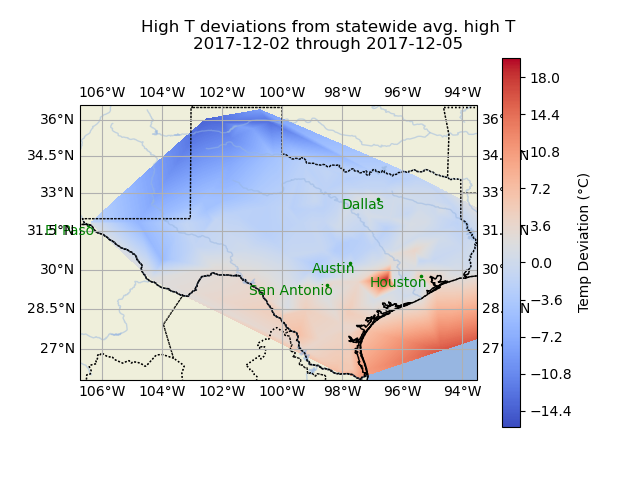 High T deviations from statewide avg. high T
2017-12-02 through 2017-12-05
106°W 104°W 102°W 100°W 98°W 96°W 94°W
36°N 36°
34.5°N 34. N
33°N 33°
Dallas
El Paso
31.5°N 31. N
30°N 30°
Austin
San Antonio
Houston
28.5°N 28. N
27°N 27°
106°W 104°W 102°W 100°W 98°W 96°W 94°W
18.0
14.4
10.8
7.2
3.6
0.0
−3.6
−7.2
−10.8
−14.4
Temp Deviation (°C)